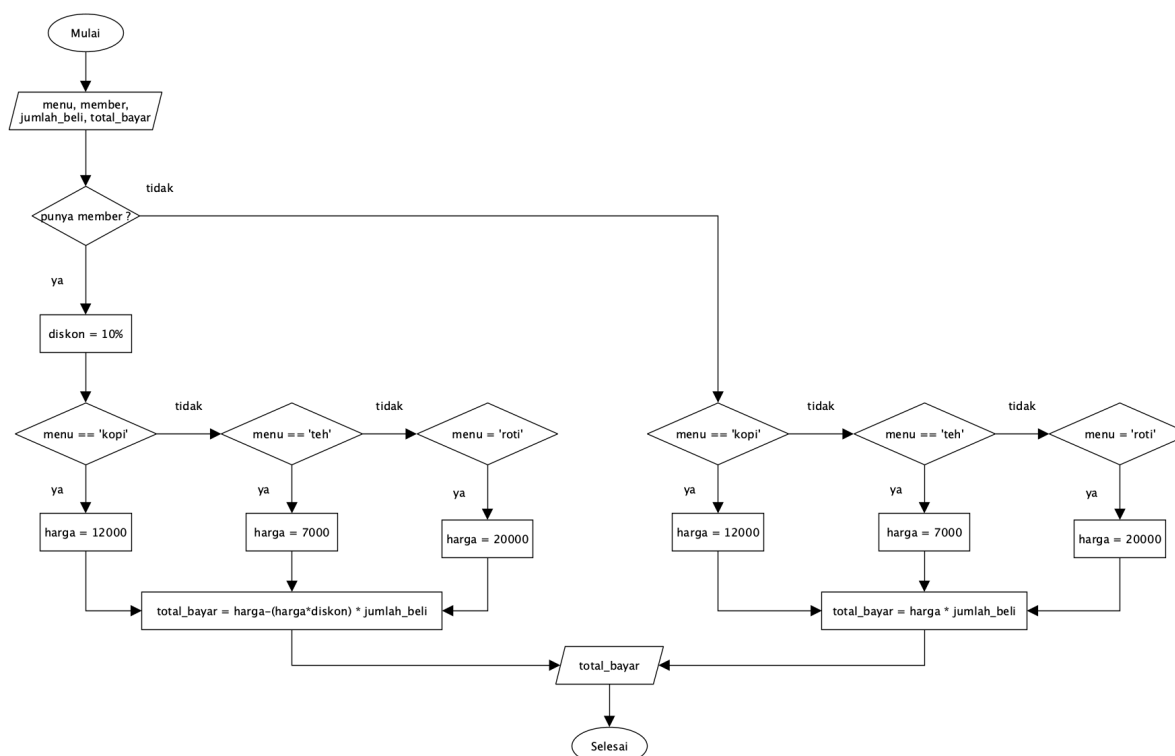 Mulai
menu, member,
jumlah_beli, total_bayar
tidak
punya member ?
ya
diskon = 10%
tidak
tidak
menu == 'kopi'
menu == 'teh'
menu = 'roti'
ya
ya
ya
harga = 12000
harga = 7000
harga = 20000
total_bayar = harga-(harga*diskon) * jumlah_beli
tidak
tidak
menu == 'kopi'
menu == 'teh'
menu = 'roti'
ya
ya
ya
harga = 12000
harga = 7000
harga = 20000
total_bayar = harga * jumlah_beli
total_bayar
Selesai